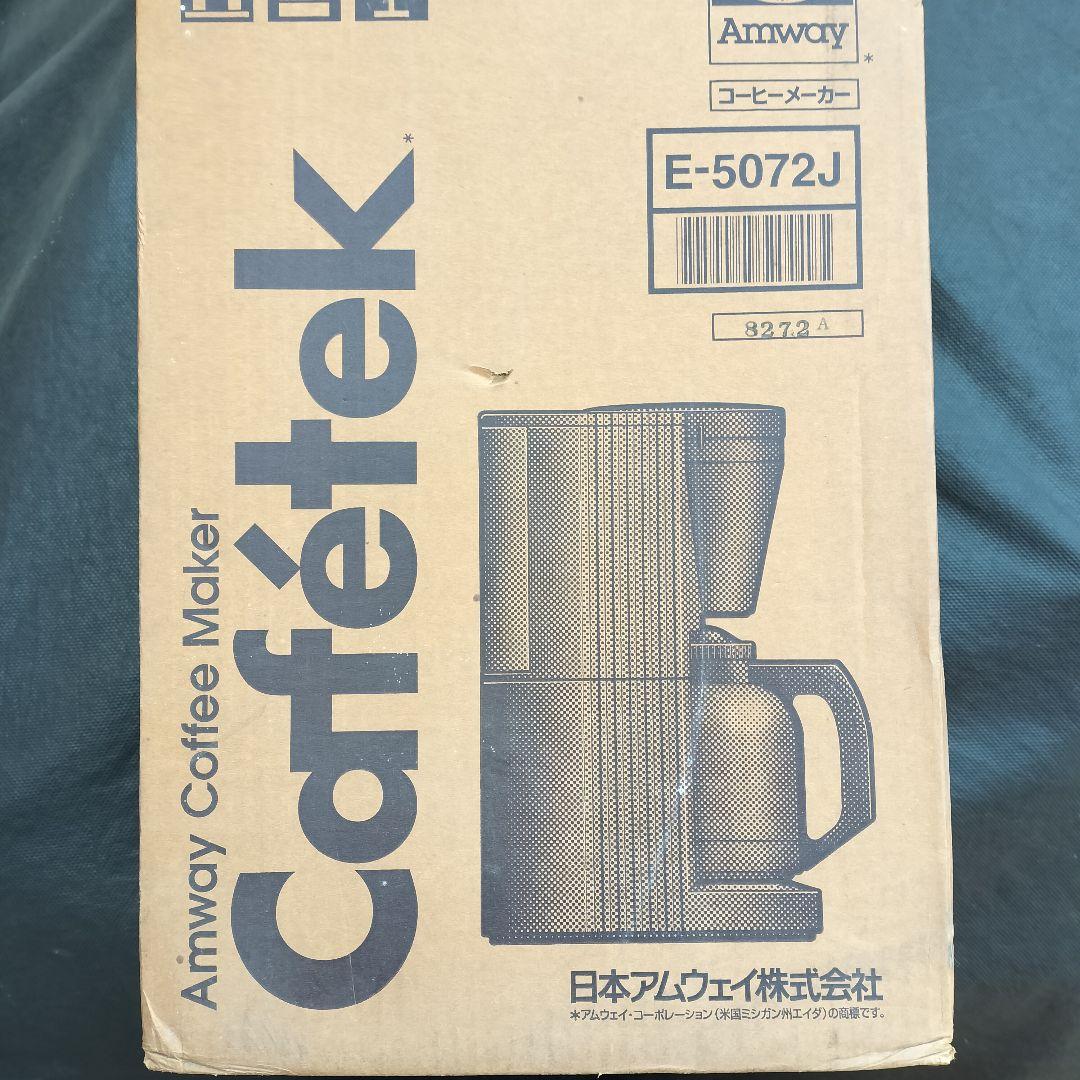 Amway
*
コーヒーメーカー
E-5072J
8272 A
Amway Coffee Maker
Cafétek*
日本アムウェイ株式会社
*アムウェイ・コーポレーション(米国ミシガン州エイダ)の商標です。